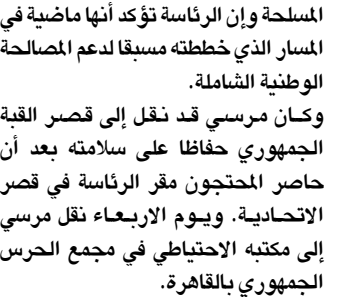 المسلحة وإن الرئاسة تؤكد أنها ماضية في
المسار الذي خططته مسبقا لدعم المصالحة
الوطنية الشاملة.
وكان مرسي قد نقل إلى قصر القبة
الجمهوري حفاظا على سلامته بعد أن
حاصر المحتجون مقر الرئاسة في قصر
الاتحادية. ويوم الاربعاء نقل مرسي
إلى مكتبه الاحتياطي في مجمع الحرس
الجمهوري بالقاهرة.